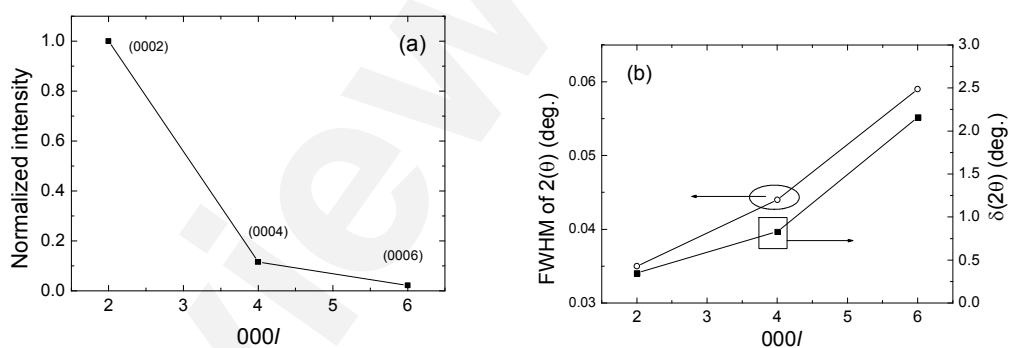 (a)
Normalized intensity
1.0
0.8
0.6
0.4
0.2
0.0
(0002)
(0004)
(0006)
2 3 4 5 6
000l
(b)
FWHM of 2(θ) (deg.)
0.06
0.05
0.04
0.03
3.0
2.5
2.0
1.5
1.0
0.5
0.0
δ(2θ) (deg.)
2 3 4 5 6
000l
view